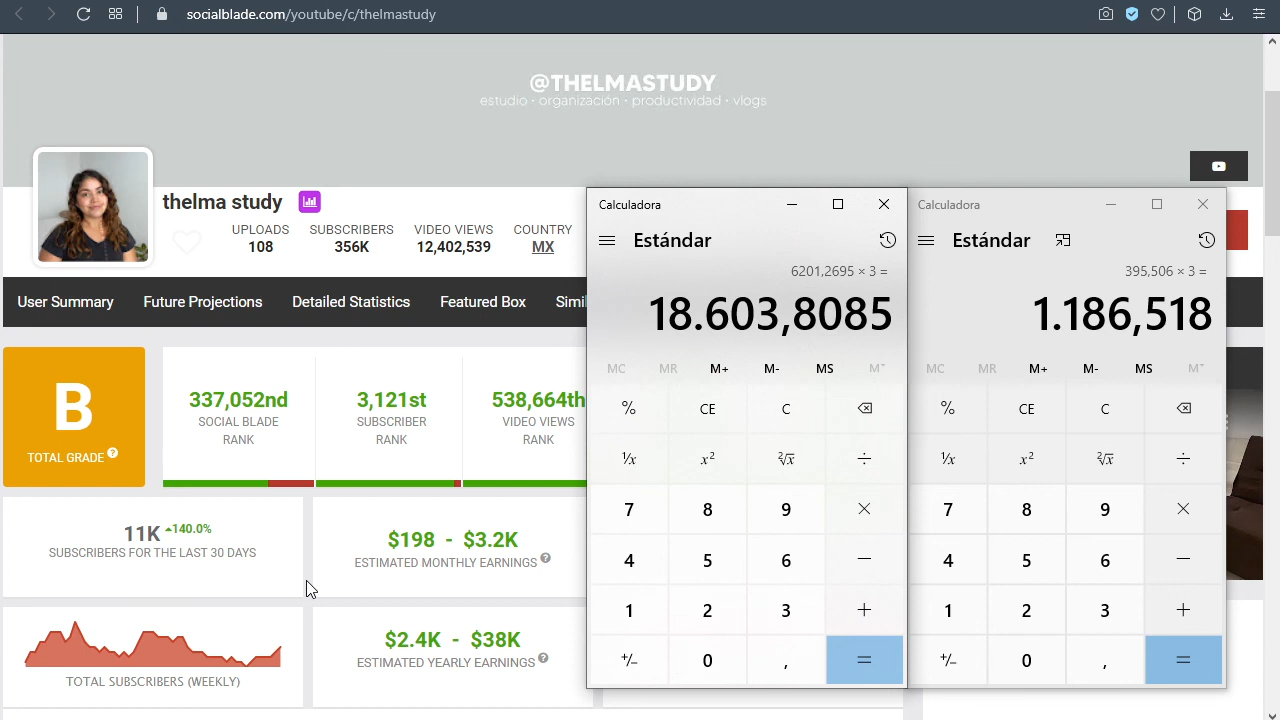 socialblade.com/youtube/c/thelmastudy
@THELMASTUDY
estudio · organización · productividad · vlogs
thelma study
UPLOADS
108
SUBSCRIBERS
356K
VIDEO VIEWS
12,402,539
COUNTRY
MX
User Summary
Future Projections
Detailed Statistics
Featured Box
Simil
B
TOTAL GRADE ?
337,052nd
SOCIAL BLADE
RANK
3,121st
SUBSCRIBER
RANK
538,664th
VIDEO VIEWS
RANK
11K 140.0%
SUBSCRIBERS FOR THE LAST 30 DAYS
$198 - $3.2K
ESTIMATED MONTHLY EARNINGS ?
TOTAL SUBSCRIBERS (WEEKLY)
$2.4K - $38K
ESTIMATED YEARLY EARNINGS ?
Calculadora
Estándar
6201,2695 × 3 =
18.603,8085
MC MR M+ M- MS M˅
% CE C
¹/x x² ²√x ÷
7 8 9 ×
4 5 6 −
1 2 3 +
+/− 0 , =
Calculadora
Estándar
395,506 × 3 =
1.186,518
MC MR M+ M- MS M˅
% CE C
¹/x x² ²√x ÷
7 8 9 ×
4 5 6 −
1 2 3 +
+/− 0 , =